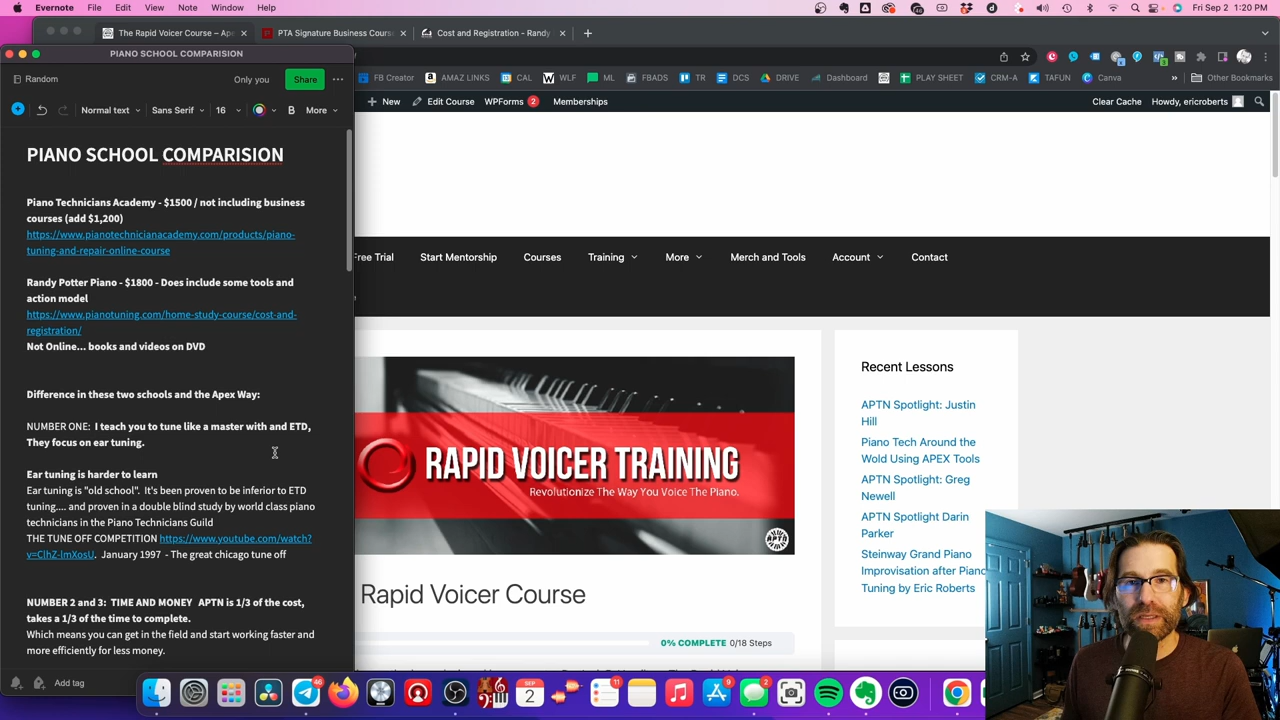 Evernote File Edit View Note Window Help
Fri Sep 2 1:20 PM
The Rapid Voicer Course – Ape
PTA Signature Business Cours
Cost and Registration - Randy
PIANO SCHOOL COMPARISION
Random
Only you
Share
FB Creator
AMAZ LINKS
CAL
WLF
ML
FBADS
TR
DCS
DRIVE
Dashboard
PLAY SHEET
CRM-A
TAFUN
Canva
Other Bookmarks
New
Edit Course
WPForms 2
Memberships
Clear Cache
Howdy, ericroberts
Normal text
Sans Serif
16
B
More
PIANO SCHOOL COMPARISION
Piano Technicians Academy - $1500 / not including business
courses (add $1,200)
https://www.pianotechnicianacademy.com/products/piano-
tuning-and-repair-online-course
Randy Potter Piano - $1800 - Does include some tools and
action model
https://www.pianotuning.com/home-study-course/cost-and-
registration/
Not Online... books and videos on DVD
Difference in these two schools and the Apex Way:
NUMBER ONE: I teach you to tune like a master with and ETD,
They focus on ear tuning.
Ear tuning is harder to learn
Ear tuning is "old school". It's been proven to be inferior to ETD
tuning.... and proven in a double blind study by world class piano
technicians in the Piano Technicians Guild
THE TUNE OFF COMPETITION https://www.youtube.com/watch?
v=ClhZ-lmXosU. January 1997 - The great chicago tune off
NUMBER 2 and 3: TIME AND MONEY APTN is 1/3 of the cost,
takes a 1/3 of the time to complete.
Which means you can get in the field and start working faster and
more efficiently for less money.
Add tag
Free Trial
Start Mentorship
Courses
Training
More
Merch and Tools
Account
Contact
RAPID VOICER TRAINING
Revolutionize The Way You Voice The Piano.
Rapid Voicer Course
0% COMPLETE 0/18 Steps
Recent Lessons
APTN Spotlight: Justin
Hill
Piano Tech Around the
Wold Using APEX Tools
APTN Spotlight: Greg
Newell
APTN Spotlight Darin
Parker
Steinway Grand Piano
Improvisation after Piano
Tuning by Eric Roberts
46
SEP
2
11
9
2